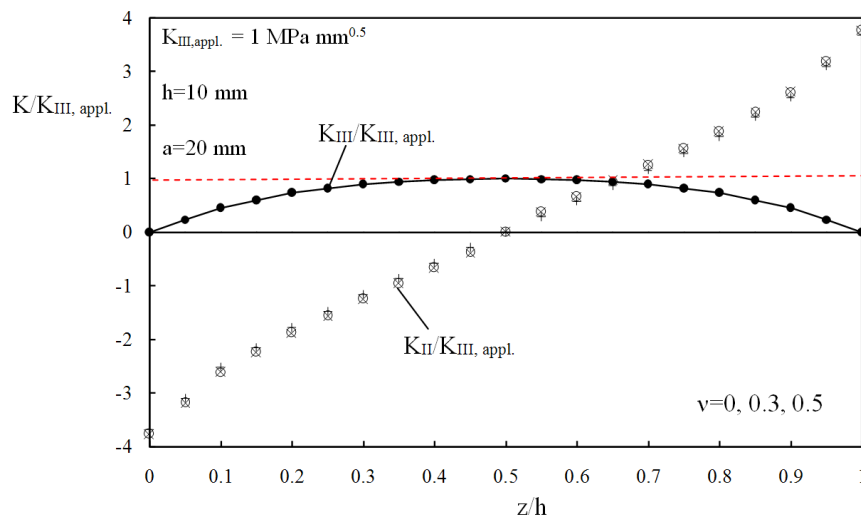 4
K_III,appl. = 1 MPa mm^0.5
3
h=10 mm
K/K_III, appl.
2
K_III/K_III, appl.
a=20 mm
1
0
-1
-2
K_II/K_III, appl.
-3
ν=0, 0.3, 0.5
-4
0 0.1 0.2 0.3 0.4 0.5 0.6 0.7 0.8 0.9 1
z/h